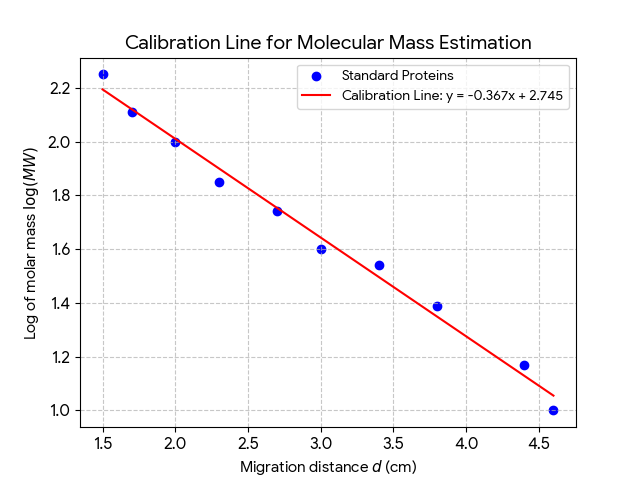 Calibration Line for Molecular Mass Estimation
Standard Proteins
Calibration Line: y = -0.367x + 2.745
Log of molar mass log(MW)
2.2
2.0
1.8
1.6
1.4
1.2
1.0
1.5
2.0
2.5
3.0
3.5
4.0
4.5
Migration distance d (cm)